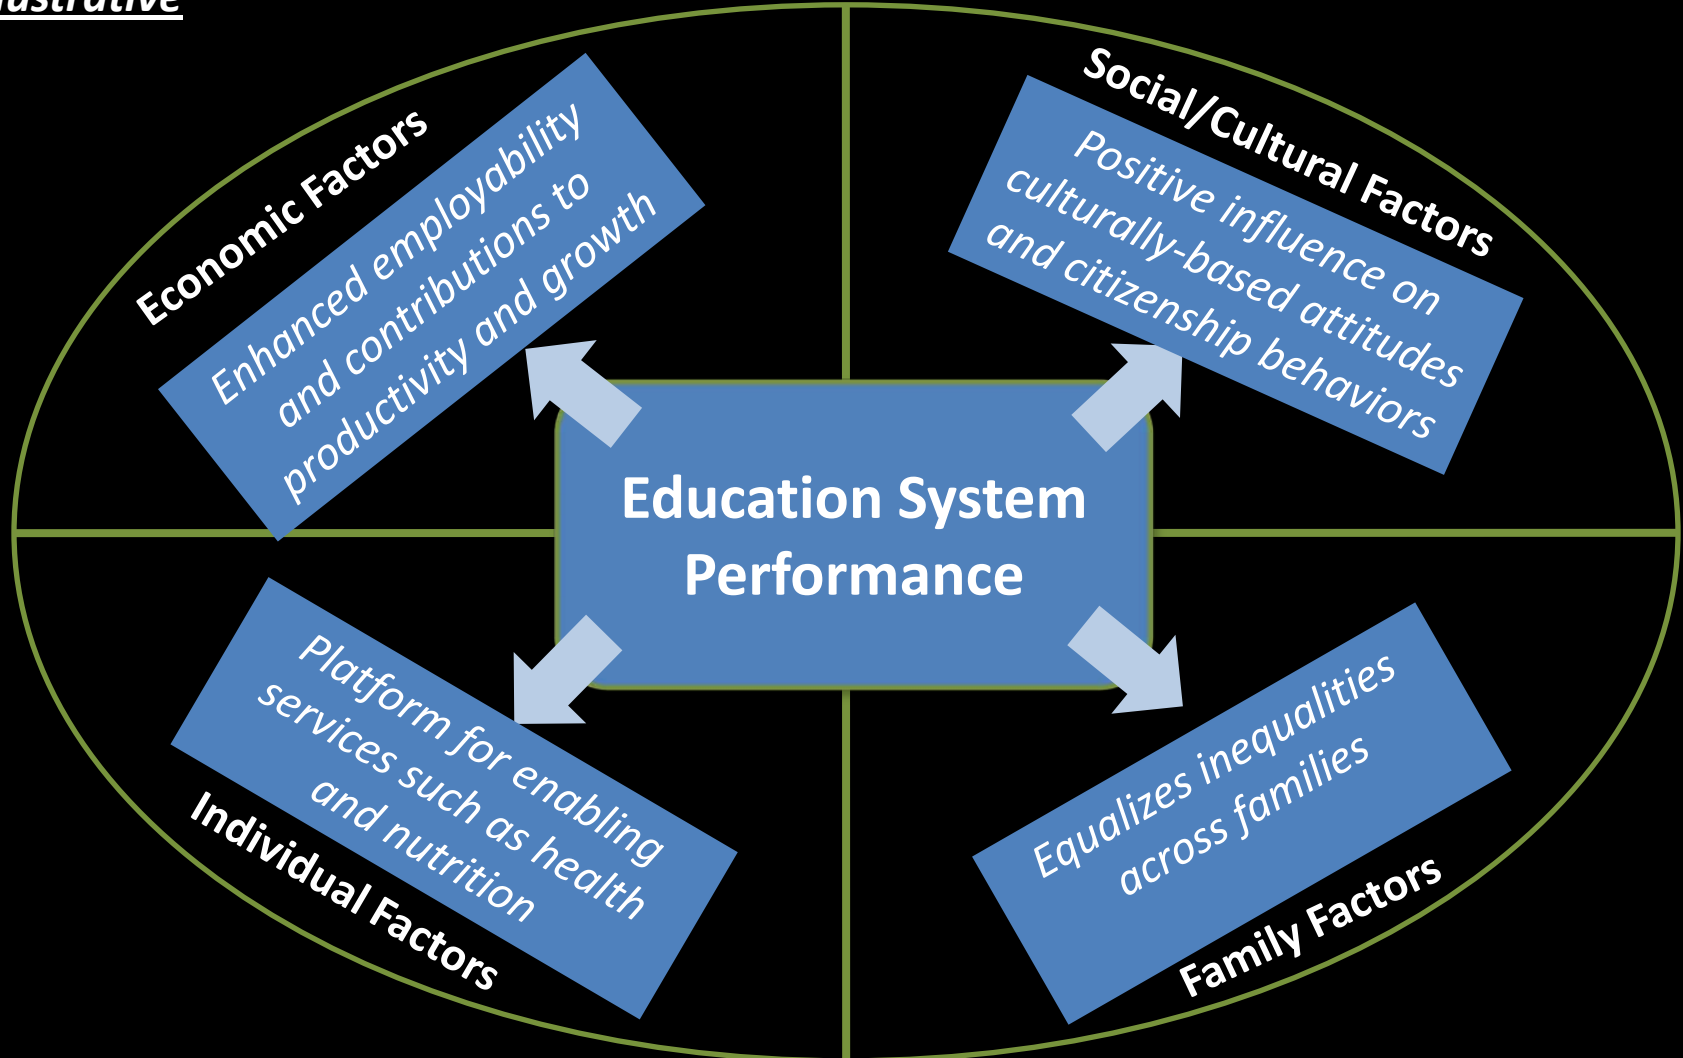 Economic Factors
Enhanced employability
and contributions to
productivity and growth
Social/Cultural Factors
Positive influence on
culturally-based attitudes
and citizenship behaviors
Education System
Performance
Platform for enabling
services such as health
and nutrition
Individual Factors
Equalizes inequalities
across families
Family Factors